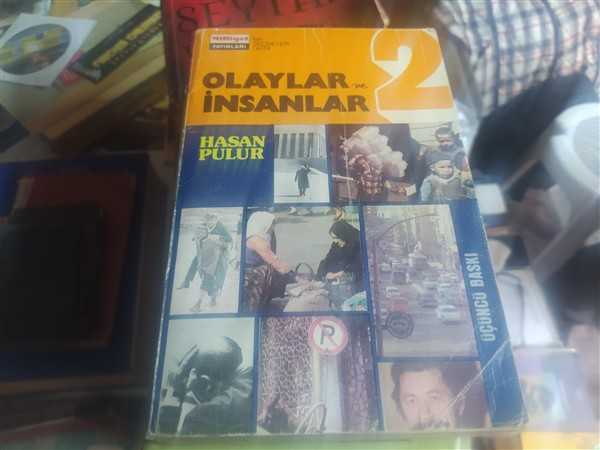 Milliyet
YAYINLARI
2
OLAYLAR ve
İNSANLAR
HASAN
PULUR
R
ÜÇÜNCÜ BASKI